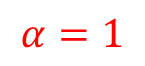 α = 1